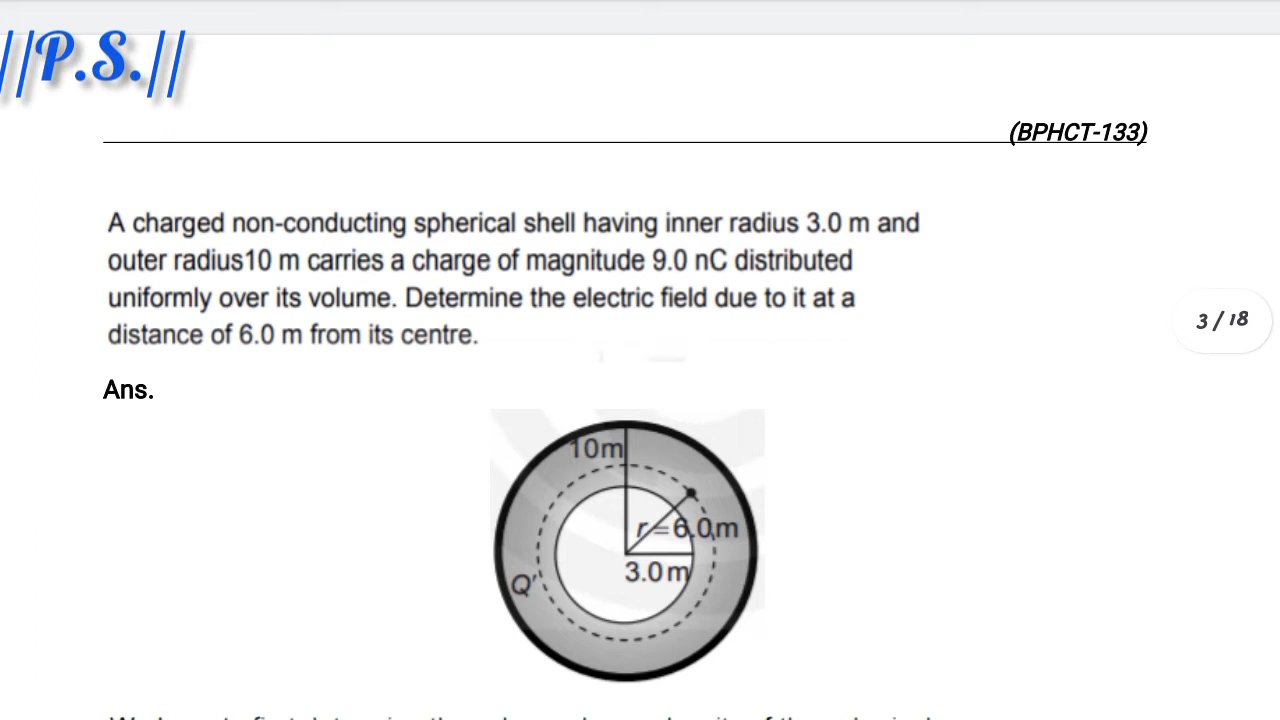 //P.S.//
(BPHCT-133)
A charged non-conducting spherical shell having inner radius 3.0 m and
outer radius10 m carries a charge of magnitude 9.0 nC distributed
uniformly over its volume. Determine the electric field due to it at a
distance of 6.0 m from its centre.
3 / 18
Ans.
10m
r=6.0m
3.0m
Q'